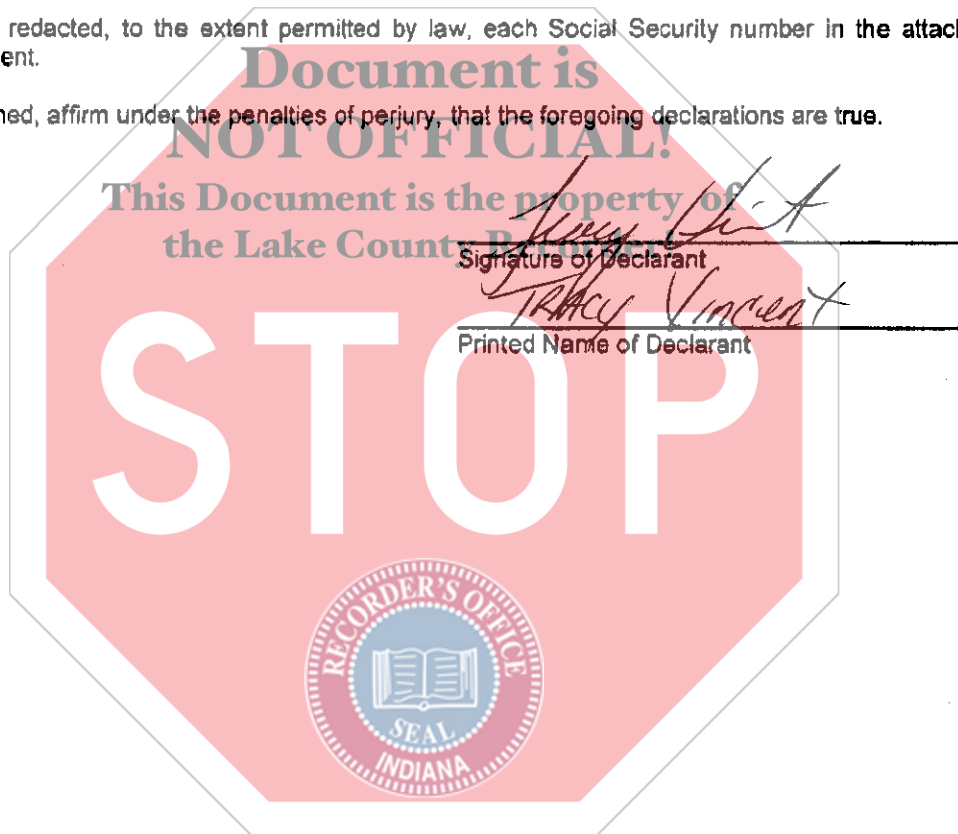 redacted, to the extent permitted by law, each Social Security number in the attach
ent.
Document is
ned, affirm under the penalties of perjury, that the foregoing declarations are true.
NOT OFFICIAL!
This Document is the property of
the Lake County Recorder!
Tracy Vincent
Signature of Declarant
TRACY Vincent
Printed Name of Declarant
STOP
RECORDER'S OFFICE
SEAL
INDIANA